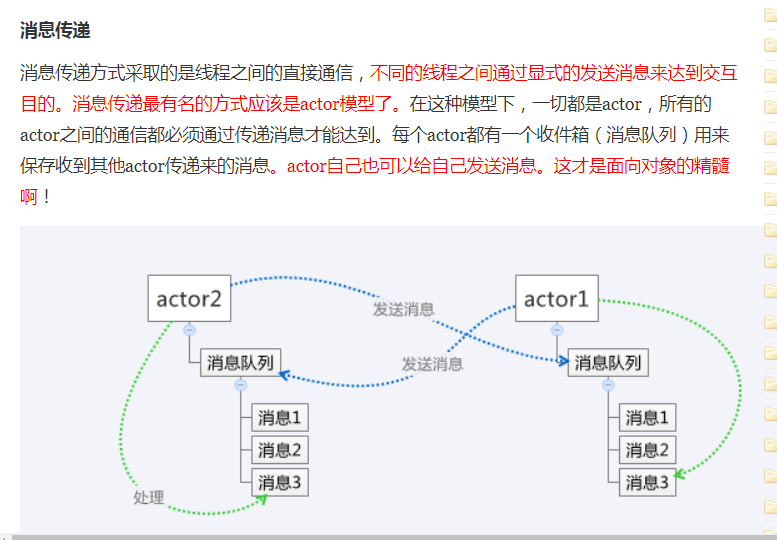 消息传递
消息传递方式采取的是线程之间的直接通信，不同的线程之间通过显式的发送消息来达到交互
目的。消息传递最有名的方式应该是actor模型了。在这种模型下，一切都是actor，所有的
actor之间的通信都必须通过传递消息才能达到。每个actor都有一个收件箱（消息队列）用来
保存收到其他actor传递来的消息。actor自己也可以给自己发送消息。这才是面向对象的精髓
啊！
actor2
actor1
发送消息
发送消息
消息队列
消息队列
消息1
消息1
消息2
消息2
消息3
消息3
处理